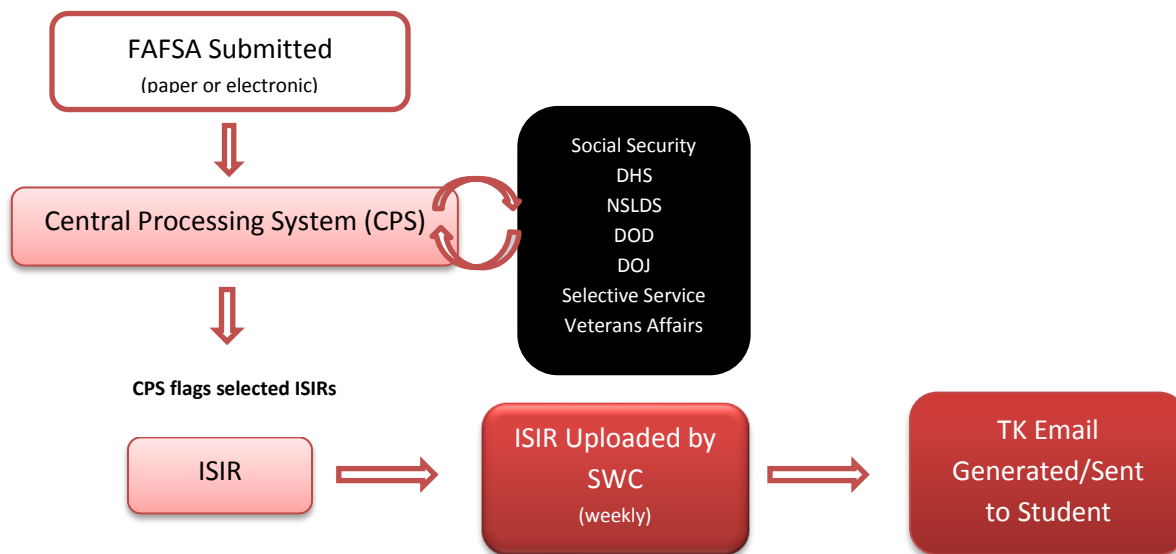 FAFSA Submitted
(paper or electronic)
Central Processing System (CPS)
Social Security
DHS
NSLDS
DOD
DOJ
Selective Service
Veterans Affairs
CPS flags selected ISIRs
ISIR
ISIR Uploaded by
SWC
(weekly)
TK Email
Generated/Sent
to Student